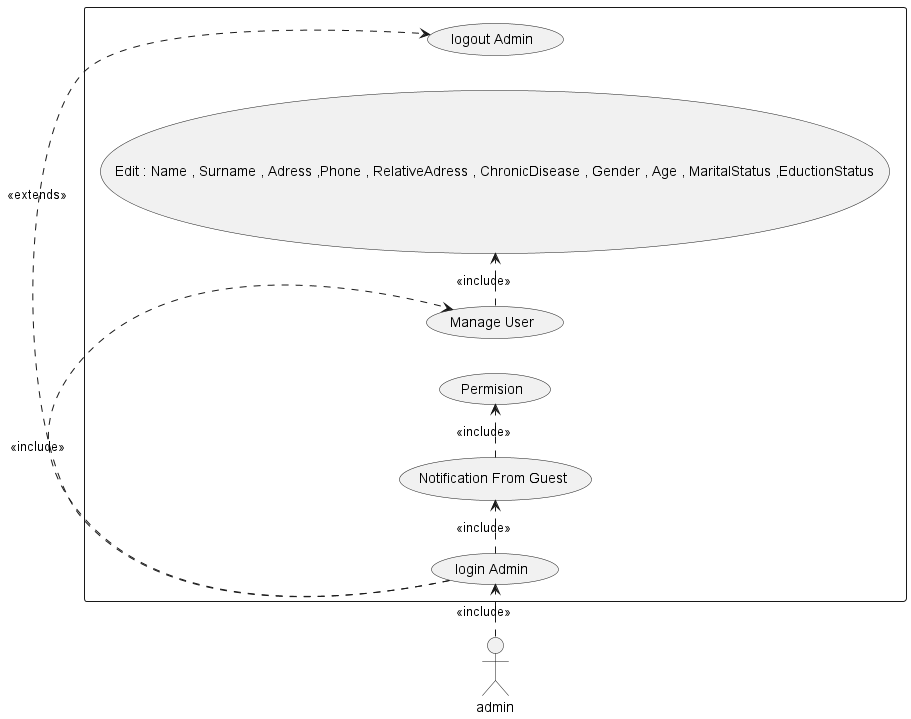 logout Admin
Edit : Name , Surname , Adress ,Phone , RelativeAdress , ChronicDisease , Gender , Age , MaritalStatus ,EductionStatus
«extends»
«include»
Manage User
Permision
«include»
«include»
Notification From Guest
«include»
login Admin
«include»
admin